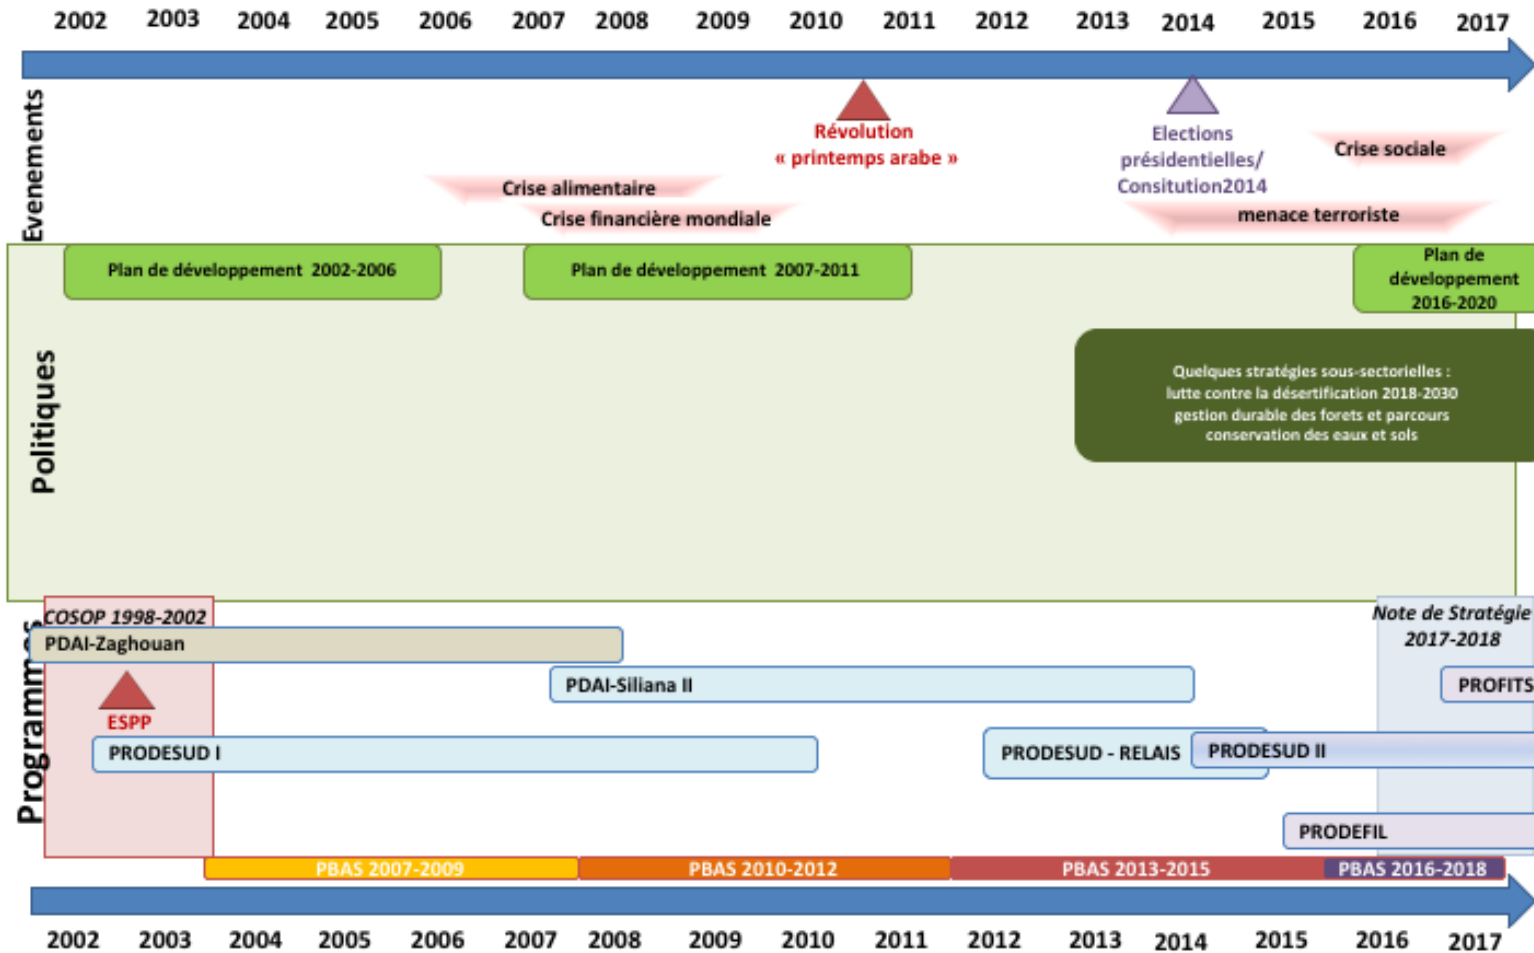 2002 2003 2004 2005 2006 2007 2008 2009 2010 2011 2012 2013 2014 2015 2016 2017
Evenements
Révolution
« printemps arabe »
Elections
présidentielles/
Consitution2014
Crise sociale
Crise alimentaire
Crise financière mondiale
menace terroriste
Politiques
Plan de développement 2002-2006
Plan de développement 2007-2011
Plan de
développement
2016-2020
Quelques stratégies sous-sectorielles :
lutte contre la désertification 2018-2030
gestion durable des forets et parcours
conservation des eaux et sols
Programmes
COSOP 1998-2002
Note de Stratégie
2017-2018
PDAI-Zaghouan
PDAI-Siliana II
PROFITS
ESPP
PRODESUD I
PRODESUD - RELAIS
PRODESUD II
PRODEFIL
PBAS 2007-2009
PBAS 2010-2012
PBAS 2013-2015
PBAS 2016-2018
2002 2003 2004 2005 2006 2007 2008 2009 2010 2011 2012 2013 2014 2015 2016 2017